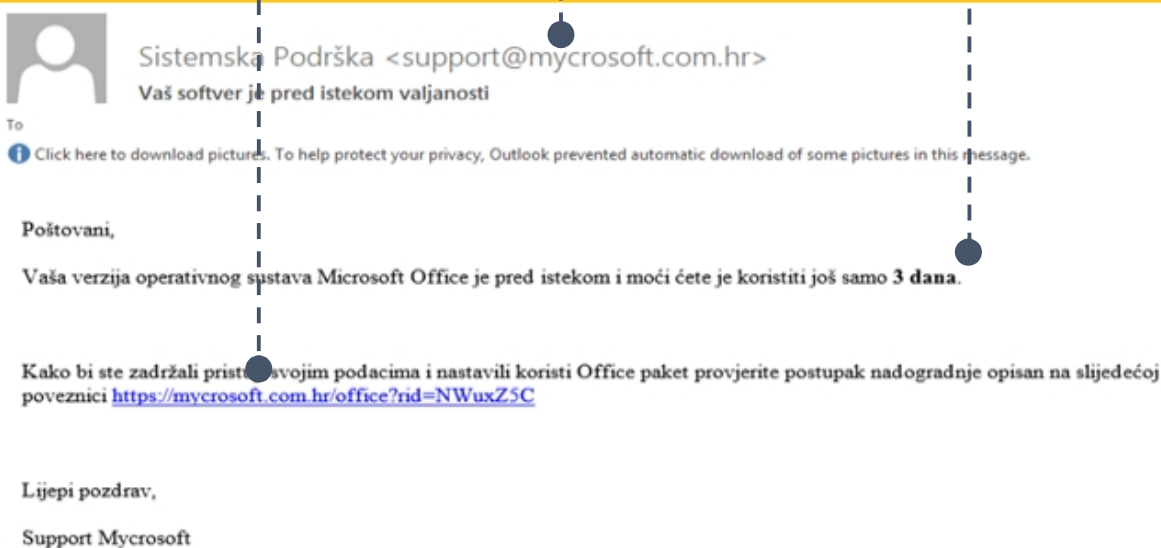 Sistemska Podrška <support@mycrosoft.com.hr>
Vaš softver je pred istekom valjanosti
To
Click here to download pictures. To help protect your privacy, Outlook prevented automatic download of some pictures in this message.
Poštovani,
Vaša verzija operativnog sustava Microsoft Office je pred istekom i moći ćete je koristiti još samo 3 dana.
Kako bi ste zadržali svojim podacima i nastavili koristi Office paket provjerite postupak nadogradnje opisan na slijedećoj
poveznici https://mycrosoft.com.hr/office?rid=NWuxZ5C
Lijepi pozdrav,
Support Mycrosoft